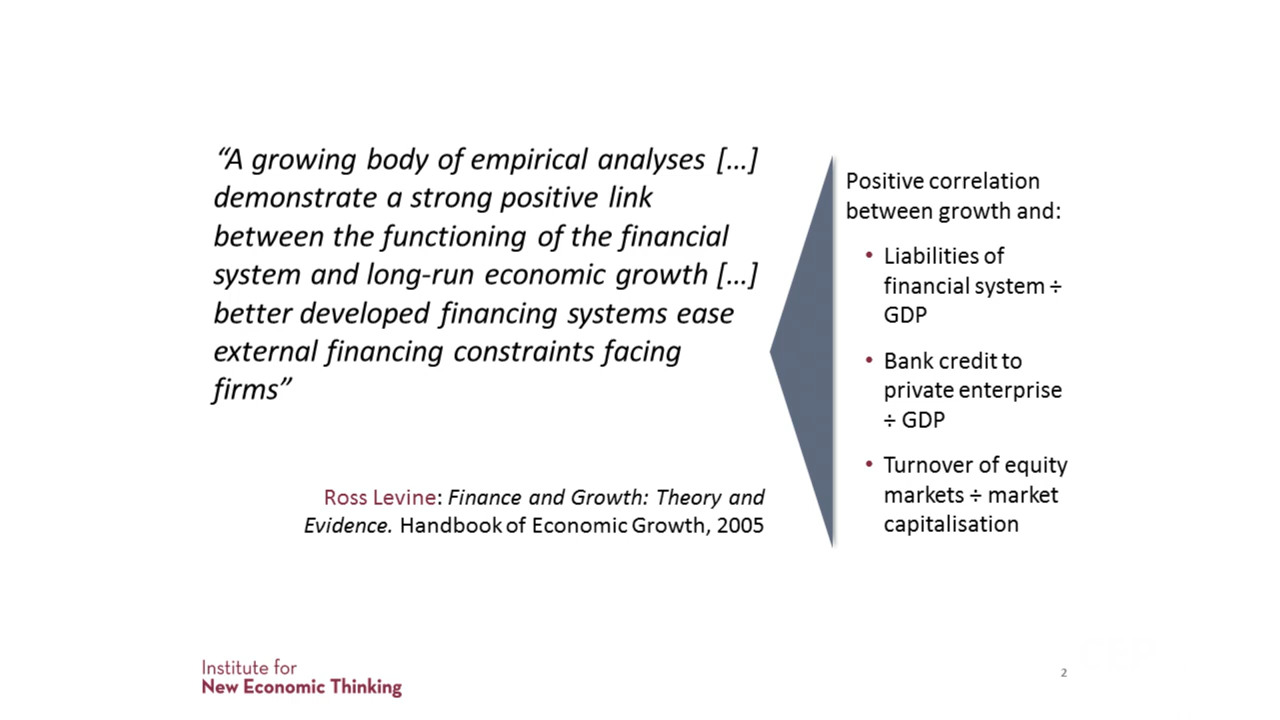 “A growing body of empirical analyses […]
demonstrate a strong positive link
between the functioning of the financial
system and long-run economic growth […]
better developed financing systems ease
external financing constraints facing
firms”
Ross Levine: Finance and Growth: Theory and
Evidence. Handbook of Economic Growth, 2005
Positive correlation
between growth and:
• Liabilities of
financial system ÷
GDP
• Bank credit to
private enterprise
÷ GDP
• Turnover of equity
markets ÷ market
capitalisation
Institute for
New Economic Thinking
2